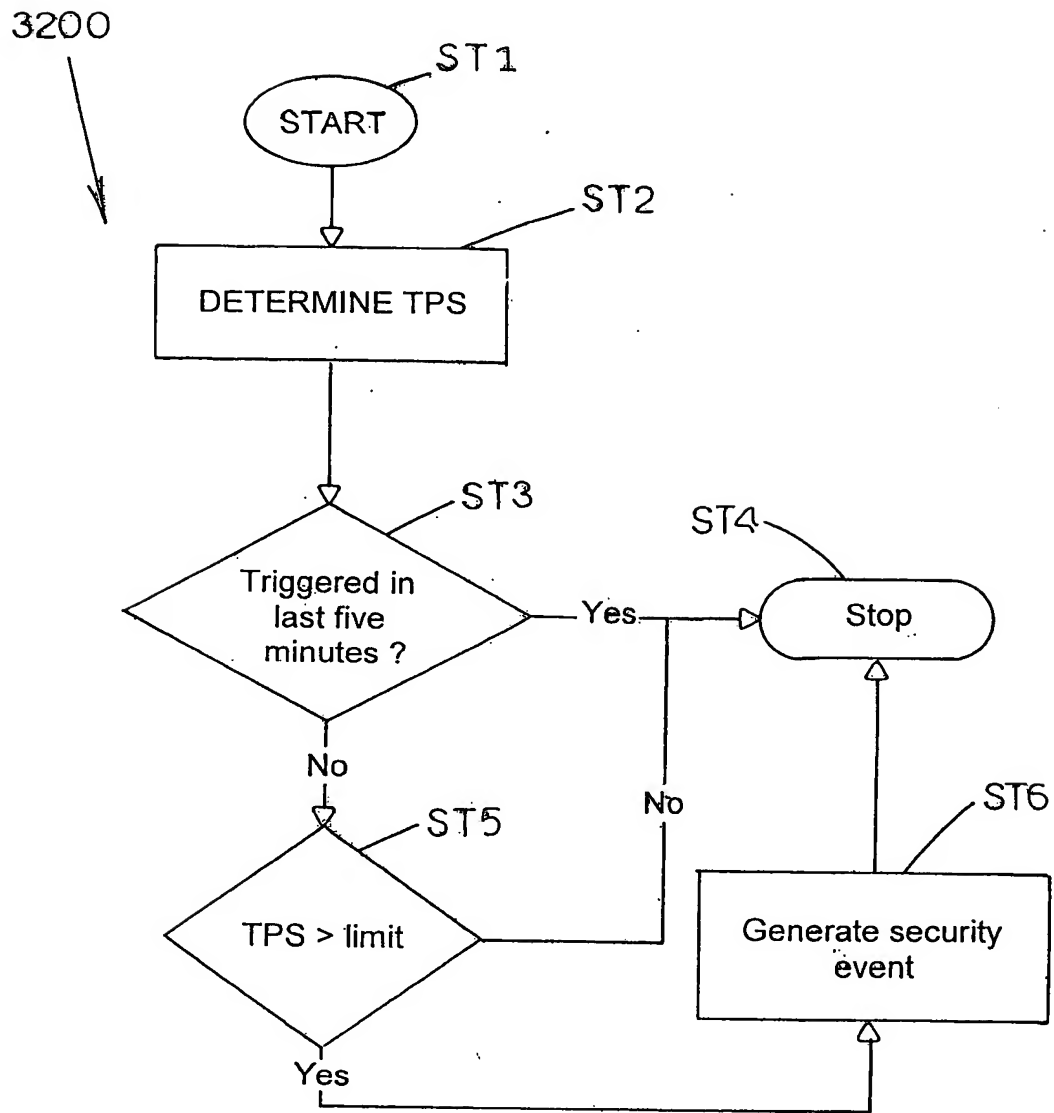 3200
ST1
START
ST2
DETERMINE TPS
ST3
Triggered in
last five
minutes ?
Yes
ST4
Stop
No
ST5
TPS > limit
No
ST6
Generate security
event
Yes